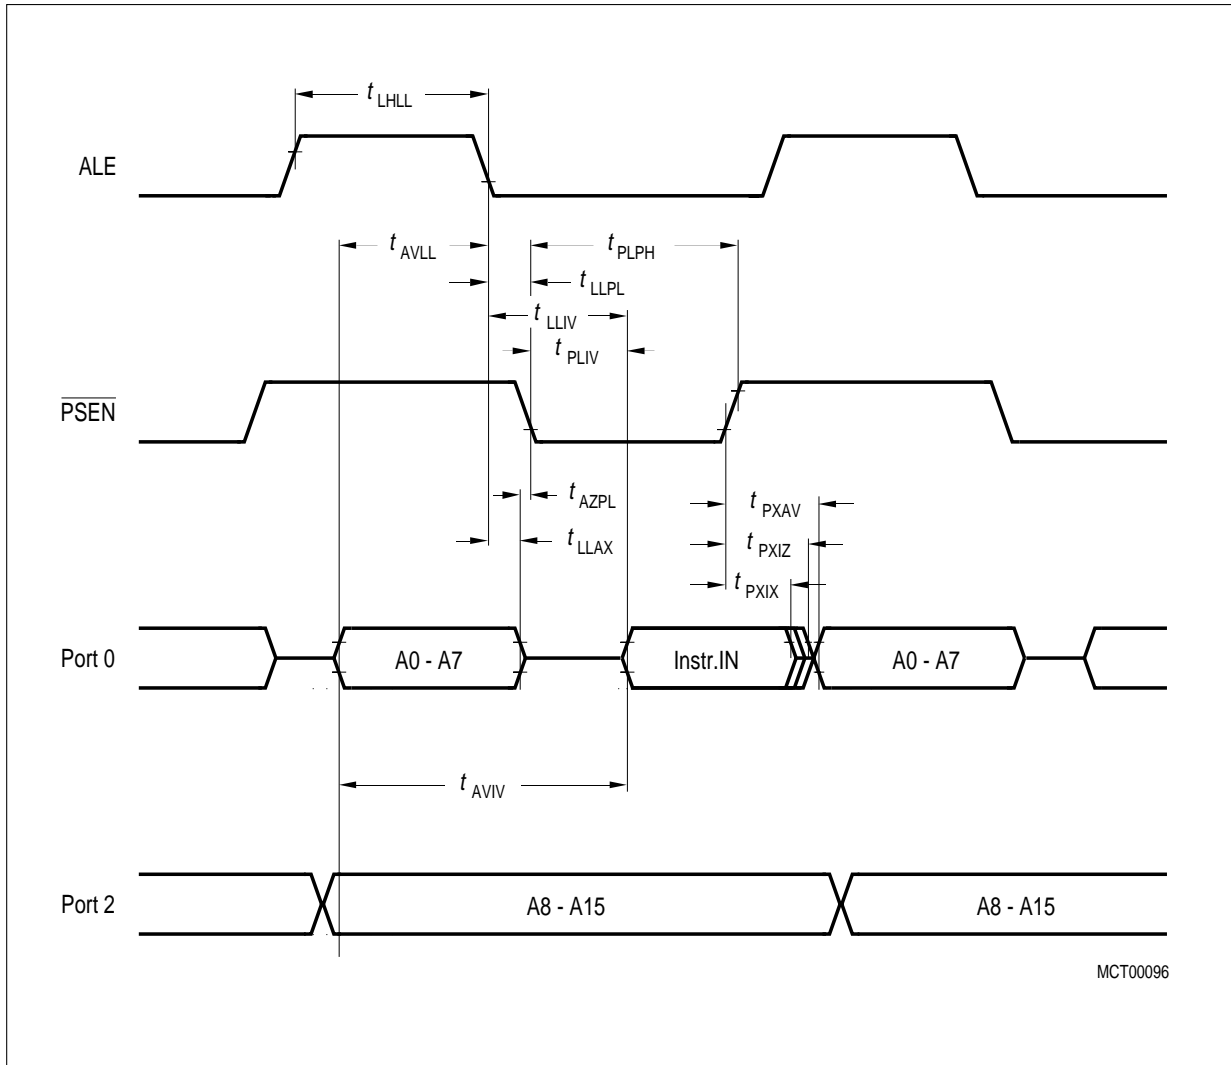 t LHLL
ALE
t AVLL
t PLPH
t LLPL
t LLIV
t PLIV
PSEN
t AZPL
t PXAV
t LLAX
t PXIZ
t PXIX
Port 0
A0 - A7
Instr.IN
A0 - A7
t AVIV
Port 2
A8 - A15
A8 - A15
MCT00096